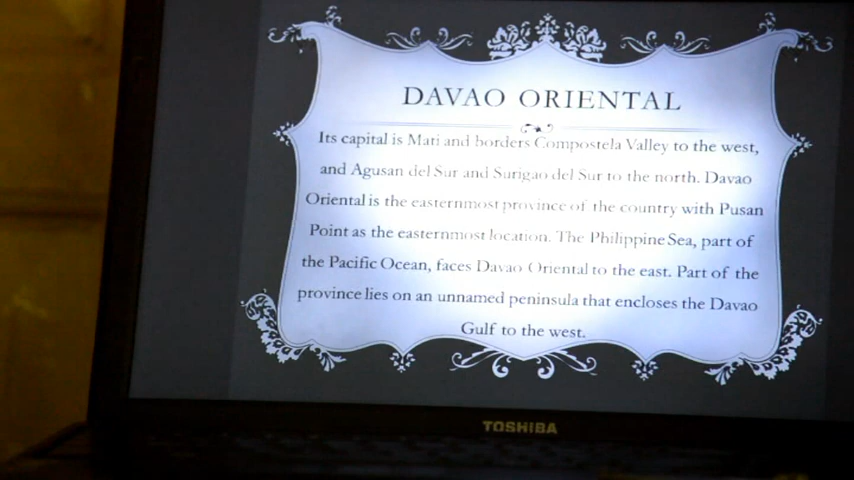 DAVAO ORIENTAL
Its capital is Mati and borders Compostela Valley to the west,
and Agusan del Sur and Surigao del Sur to the north. Davao
Oriental is the easternmost province of the country with Pusan
Point as the easternmost location. The Philippine Sea, part of
the Pacific Ocean, faces Davao Oriental to the east. Part of the
province lies on an unnamed peninsula that encloses the Davao
Gulf to the west.
TOSHIBA